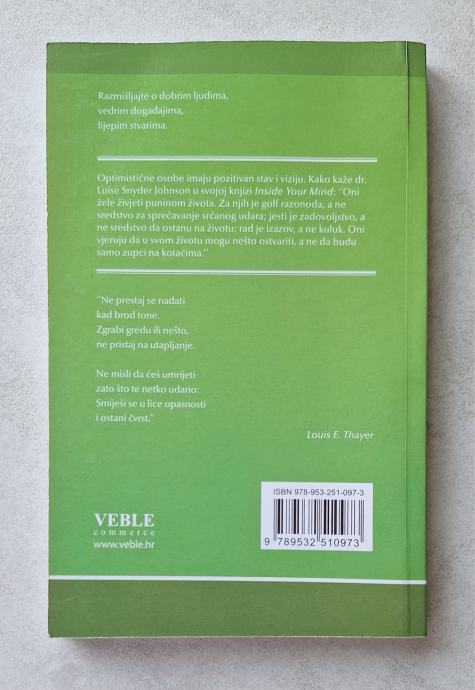 Razmišljajte o dobrim ljudima,
vedrim događajima,
lijepim stvarima.
Optimistične osobe imaju pozitivan stav i viziju. Kako kaže dr.
Luise Snyder Johnson u svojoj knjizi Inside Your Mind: "Oni
žele živjeti puninom života. Za njih je golf razonoda, a ne
sredstvo za sprečavanje srčanog udara; jesti je zadovoljstvo, a
ne sredstvo da ostanu na životu; rad je izazov, a ne kuluk. Oni
vjeruju da u svom životu mogu nešto ostvariti, a ne da budu
samo zupci na kotačima."
"Ne prestaj se nadati
kad brod tone.
Zgrabi gredu ili nešto,
ne pristaj na utapljanje.
Ne misli da ćeš umrijeti
zato što te netko udario:
Smiješi se u lice opasnosti
i ostani čvrst."
Louis E. Thayer
ISBN 978-953-251-097-3
9 789532 510973
VEBLE
commerce
www.veble.hr